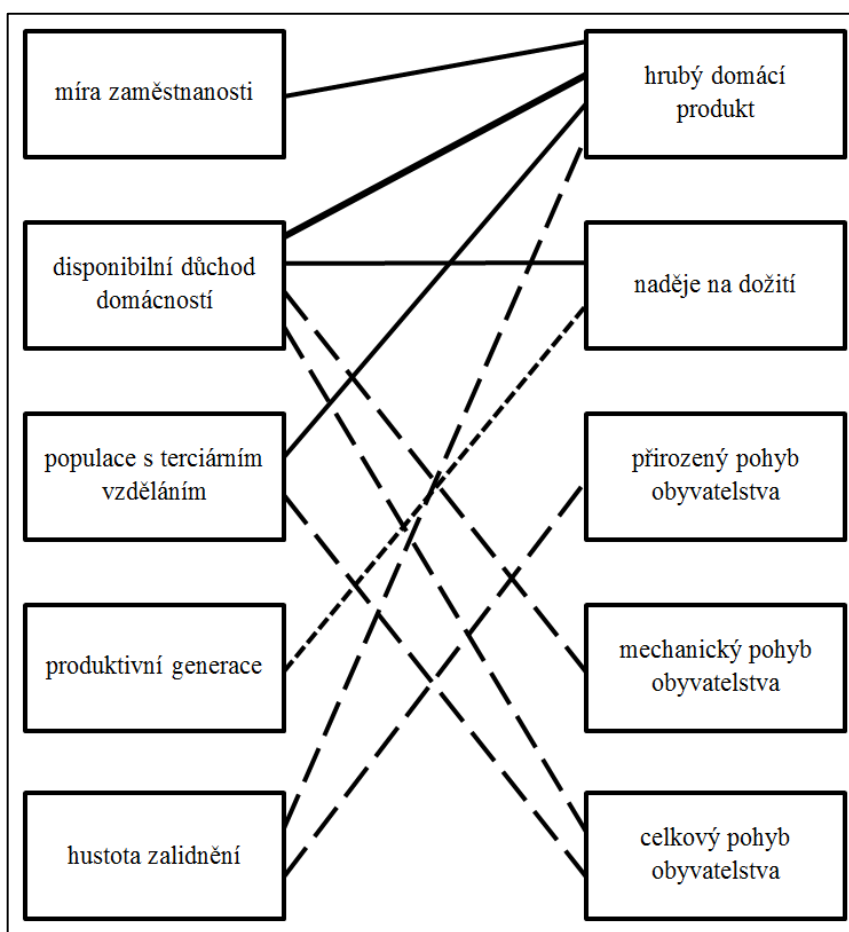 míra zaměstnanosti
hrubý domácí
produkt
disponibilní důchod
domácností
naděje na dožití
populace s terciárním
vzděláním
přirozený pohyb
obyvatelstva
produktivní generace
mechanický pohyb
obyvatelstva
hustota zalidnění
celkový pohyb
obyvatelstva